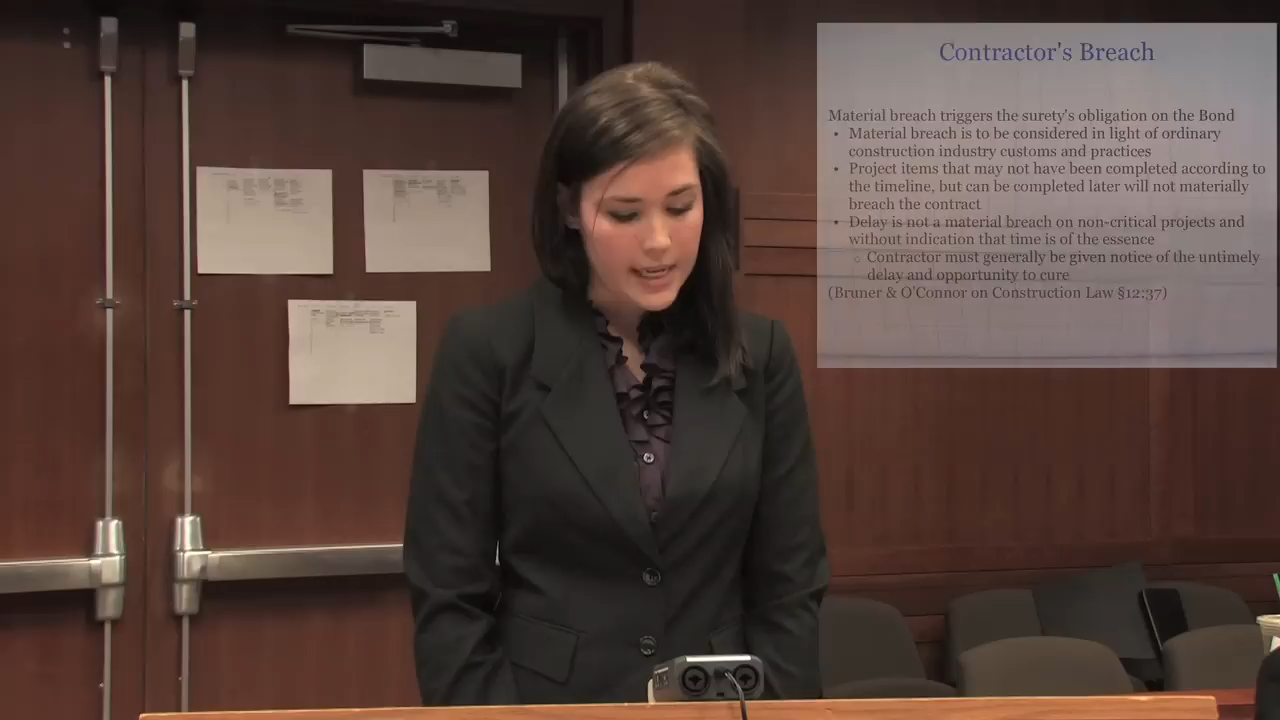 Contractor's Breach
Material breach triggers the surety's obligation on the Bond
• Material breach is to be considered in light of ordinary
construction industry customs and practices
• Project items that may not have been completed according to
the timeline, but can be completed later will not materially
breach the contract
• Delay is not a material breach on non-critical projects and
without indication that time is of the essence
○ Contractor must generally be given notice of the untimely
delay and opportunity to cure
(Bruner & O'Connor on Construction Law §12:37)